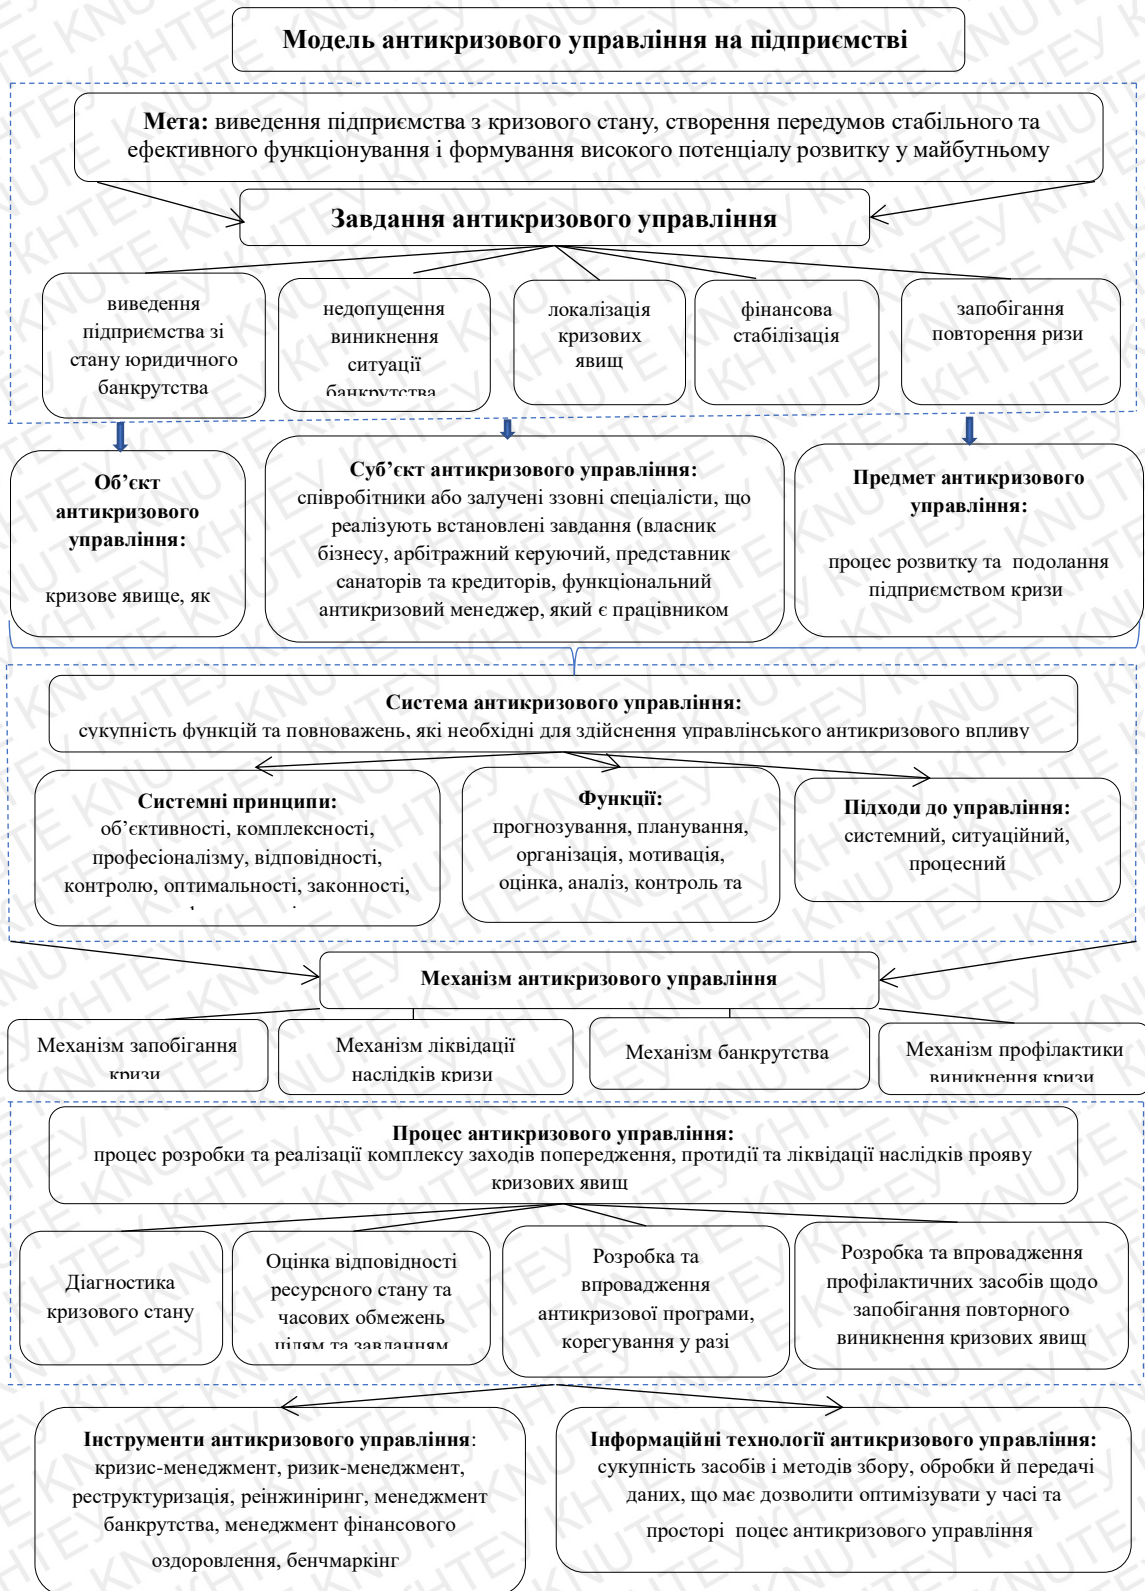 Модель антикризового управління на підприємстві
Мета: виведення підприємства з кризового стану, створення передумов стабільного та
ефективного функціонування і формування високого потенціалу розвитку у майбутньому
Завдання антикризового управління
виведення
підприємства зі
стану юридичного
банкрутства
недопущення
виникнення
ситуації
банкрутства
локалізація
кризових
явищ
фінансова
стабілізація
запобігання
повторення ризи
Об’єкт
антикризового
управління:
кризове явище, як
Суб’єкт антикризового управління:
співробітники або залучені ззовні спеціалісти, що
реалізують встановлені завдання (власник
бізнесу, арбітражний керуючий, представник
санаторів та кредиторів, функціональний
антикризовий менеджер, який є працівником
Предмет антикризового
управління:
процес розвитку та подолання
підприємством кризи
Система антикризового управління:
сукупність функцій та повноважень, які необхідні для здійснення управлінського антикризового впливу
Системні принципи:
об’єктивності, комплексності,
професіоналізму, відповідності,
контролю, оптимальності, законності,
Функції:
прогнозування, планування,
організація, мотивація,
оцінка, аналіз, контроль та
Підходи до управління:
системний, ситуаційний,
процесний
Механізм антикризового управління
Механізм запобігання
кризи
Механізм ліквідації
наслідків кризи
Механізм банкрутства
Механізм профілактики
виникнення кризи
Процес антикризового управління:
процес розробки та реалізації комплексу заходів попередження, протидії та ліквідації наслідків прояву
кризових явищ
Діагностика
кризового стану
Оцінка відповідності
ресурсного стану та
часових обмежень
цілям та завданням
Розробка та
впровадження
антикризової програми,
корегування у разі
Розробка та впровадження
профілактичних засобів щодо
запобігання повторного
виникнення кризових явищ
Інструменти антикризового управління:
кризис-менеджмент, ризик-менеджмент,
реструктуризація, реінжиніринг, менеджмент
банкрутства, менеджмент фінансового
оздоровлення, бенчмаркінг
Інформаційні технології антикризового управління:
сукупність засобів і методів збору, обробки й передачі
даних, що має дозволити оптимізувати у часі та
просторі поцес антикризового управління